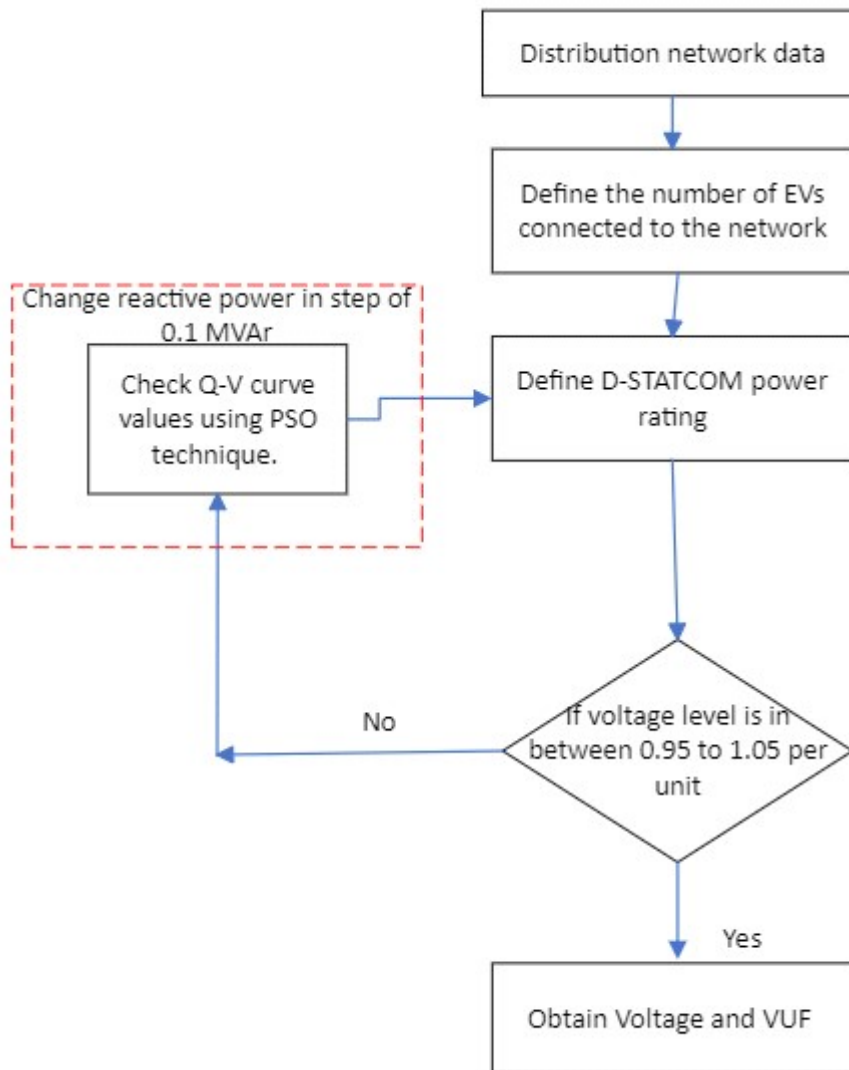 Distribution network data
Define the number of EVs
connected to the network
Change reactive power in step of
0.1 MVAr
Check Q-V curve
values using PSO
technique.
Define D-STATCOM power
rating
If voltage level is in
between 0.95 to 1.05 per
unit
No
Yes
Obtain Voltage and VUF